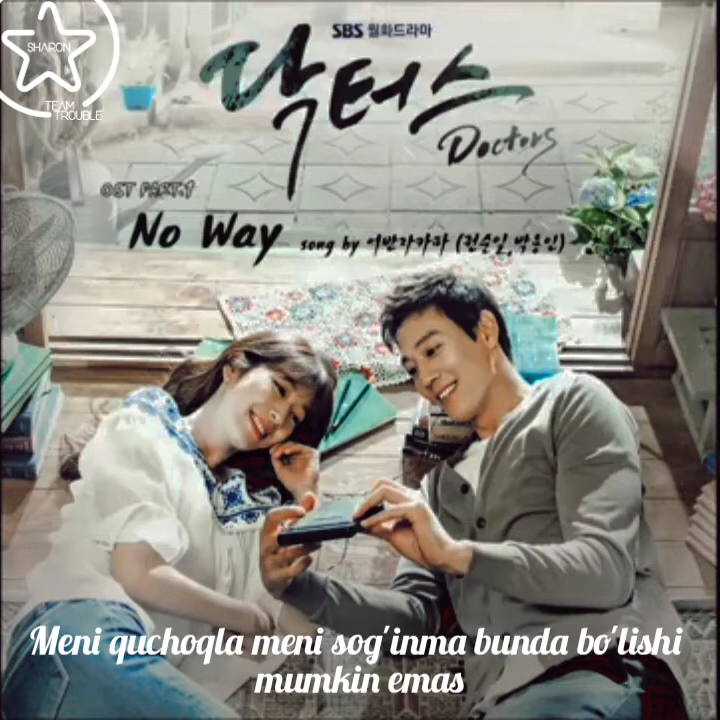 SHARON
TEAM
TROUBLE
SBS 월화드라마
닥터스
Doctors
OST PART.1
No Way song by 어반자카파 (권순일, 박용인)
Meni quchoqla meni sog'inma bunda bo'lishi
mumkin emas